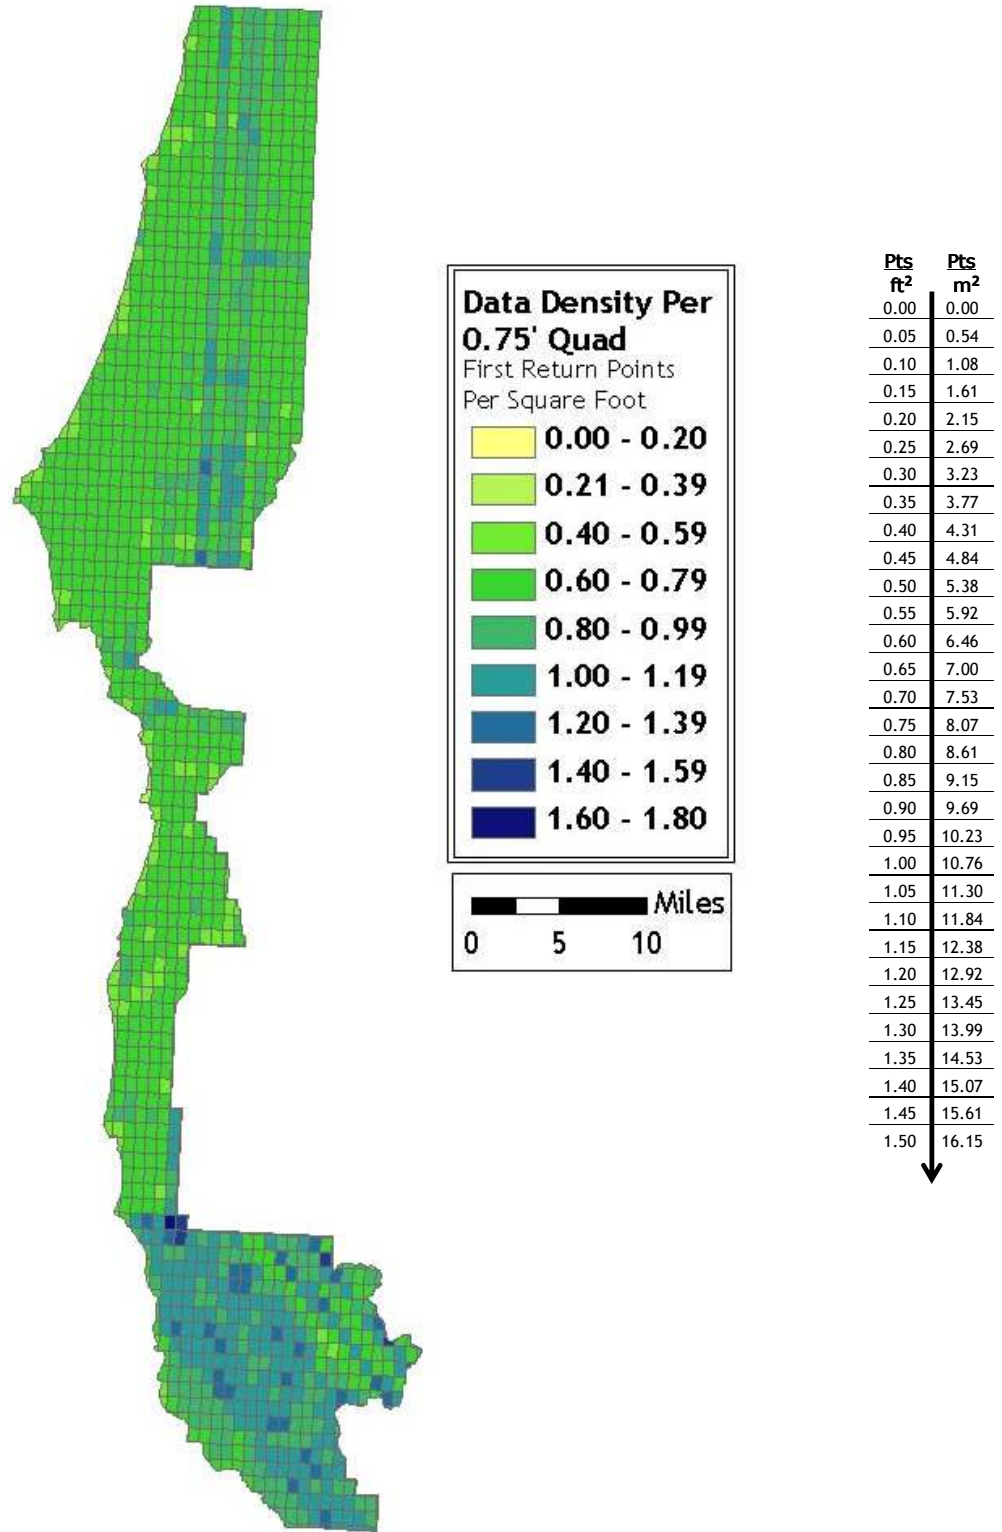 Data Density Per
0.75' Quad
First Return Points
Per Square Foot
0.00 - 0.20
0.21 - 0.39
0.40 - 0.59
0.60 - 0.79
0.80 - 0.99
1.00 - 1.19
1.20 - 1.39
1.40 - 1.59
1.60 - 1.80
Miles
0 5 10
Pts Pts
ft² m²
0.00 0.00
0.05 0.54
0.10 1.08
0.15 1.61
0.20 2.15
0.25 2.69
0.30 3.23
0.35 3.77
0.40 4.31
0.45 4.84
0.50 5.38
0.55 5.92
0.60 6.46
0.65 7.00
0.70 7.53
0.75 8.07
0.80 8.61
0.85 9.15
0.90 9.69
0.95 10.23
1.00 10.76
1.05 11.30
1.10 11.84
1.15 12.38
1.20 12.92
1.25 13.45
1.30 13.99
1.35 14.53
1.40 15.07
1.45 15.61
1.50 16.15